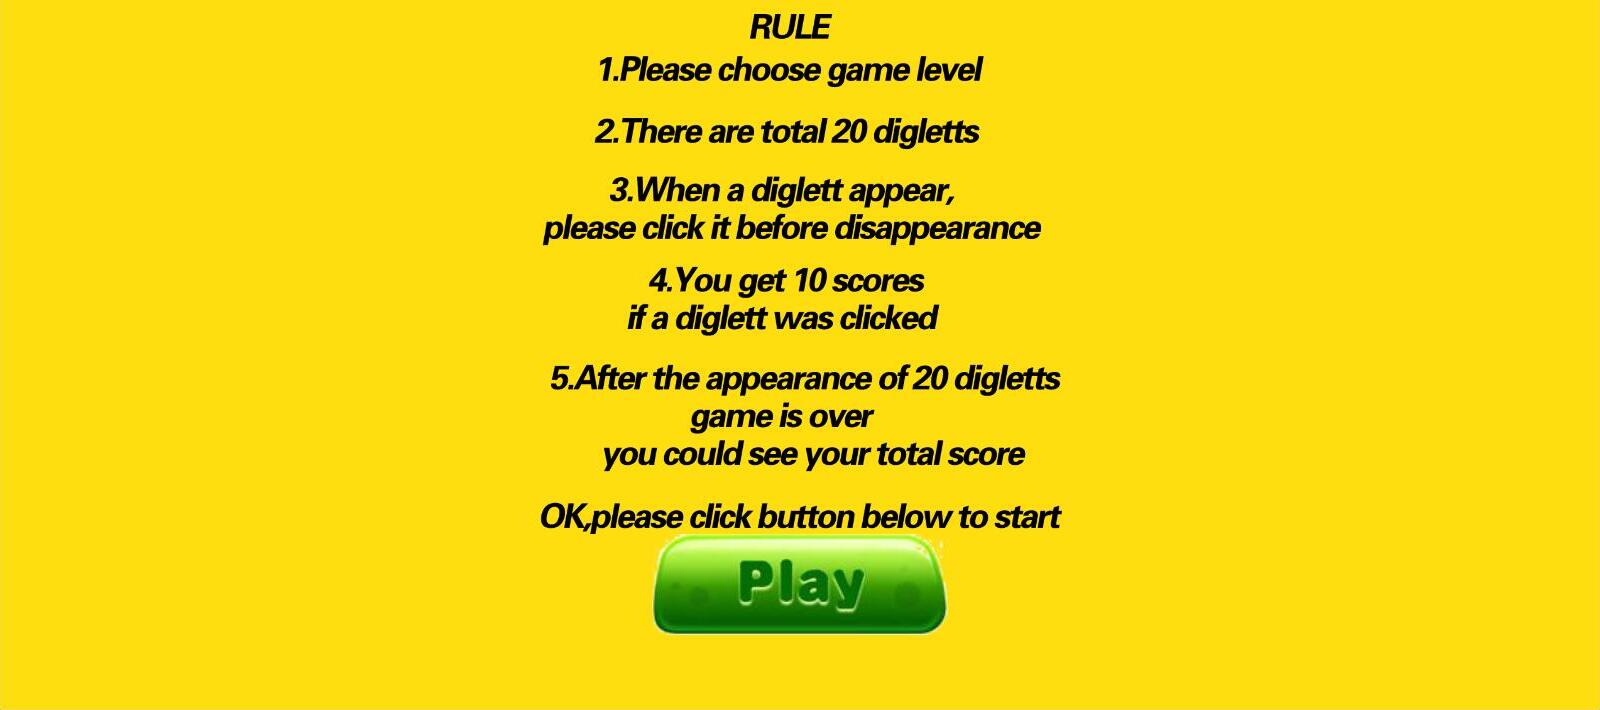 RULE
1.Please choose game level
2.There are total 20 digletts
3.When a diglett appear,
please click it before disappearance
4.You get 10 scores
if a diglett was clicked
5.After the appearance of 20 digletts
game is over
you could see your total score
OK,please click button below to start
Play